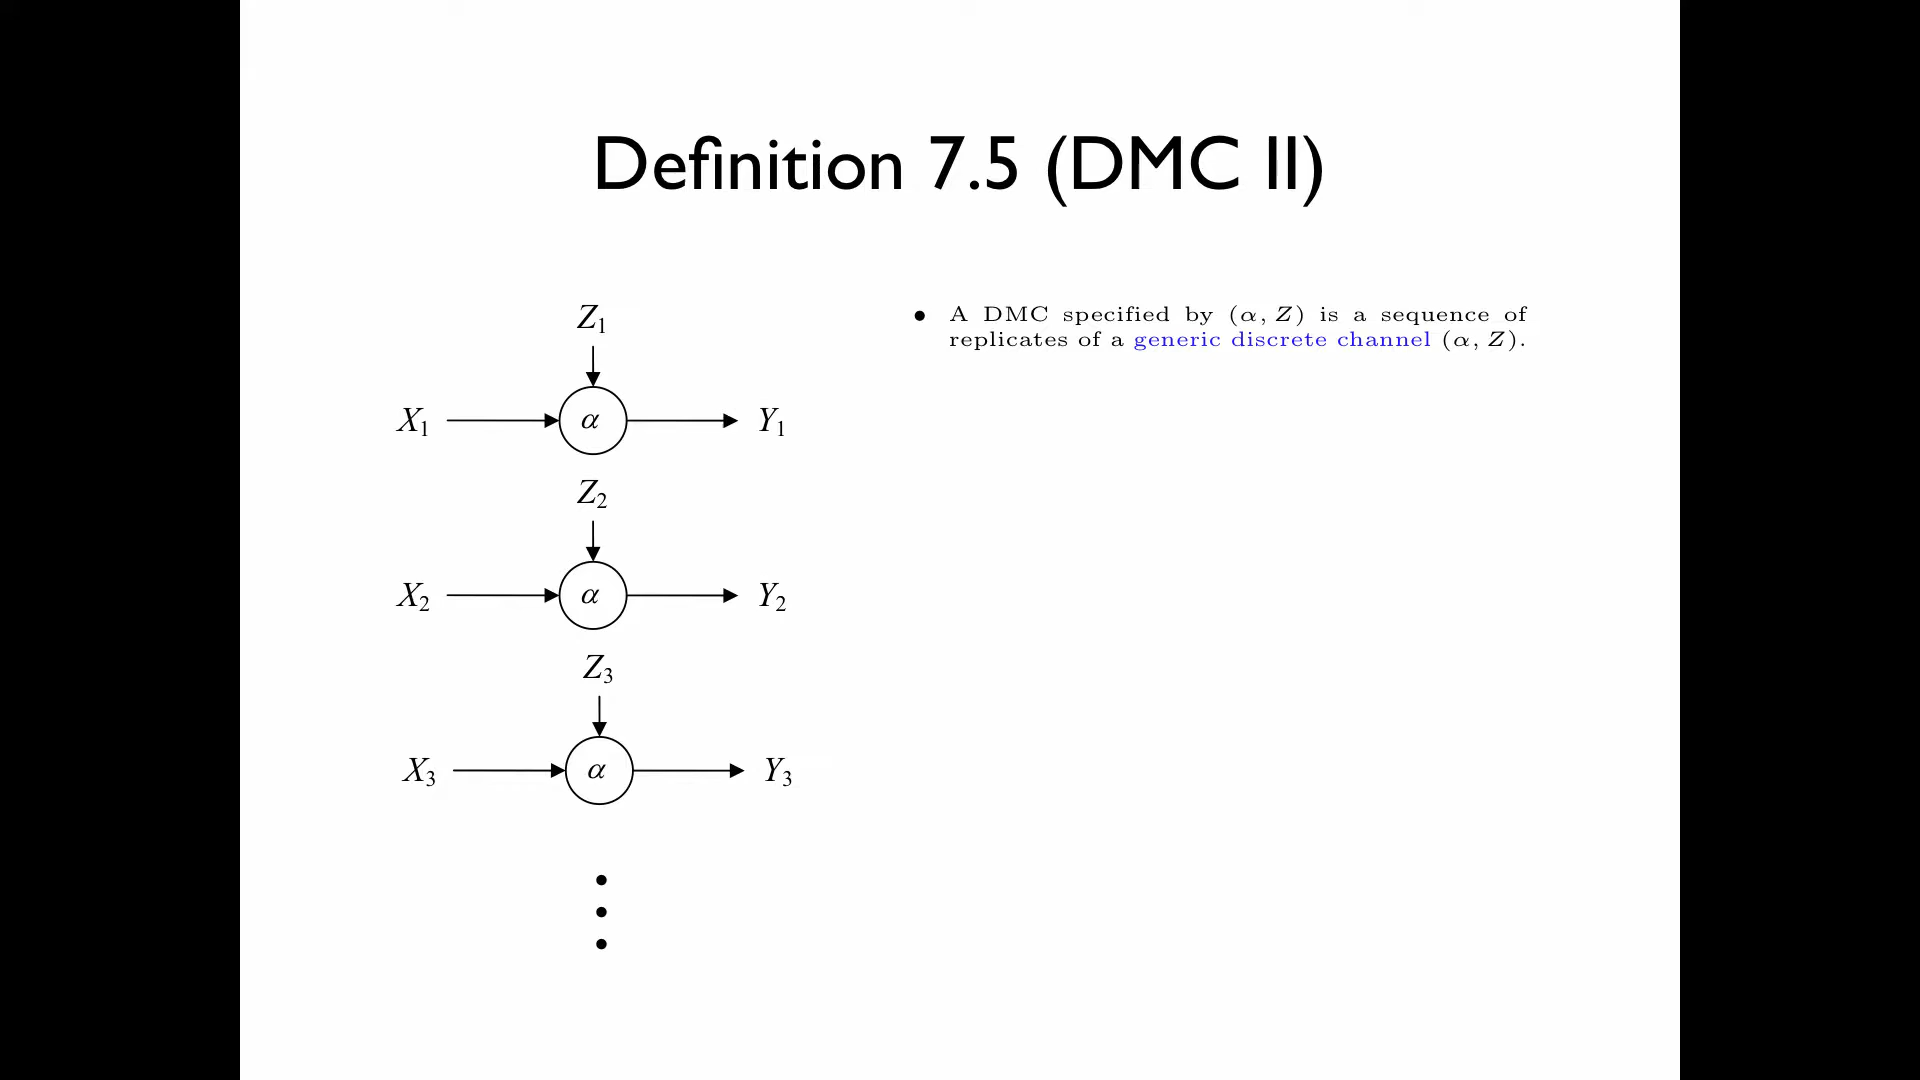 Definition 7.5 (DMC II)
Z1
X1 α Y1
Z2
X2 α Y2
Z3
X3 α Y3
• A DMC specified by (α, Z) is a sequence of
replicates of a generic discrete channel (α, Z).